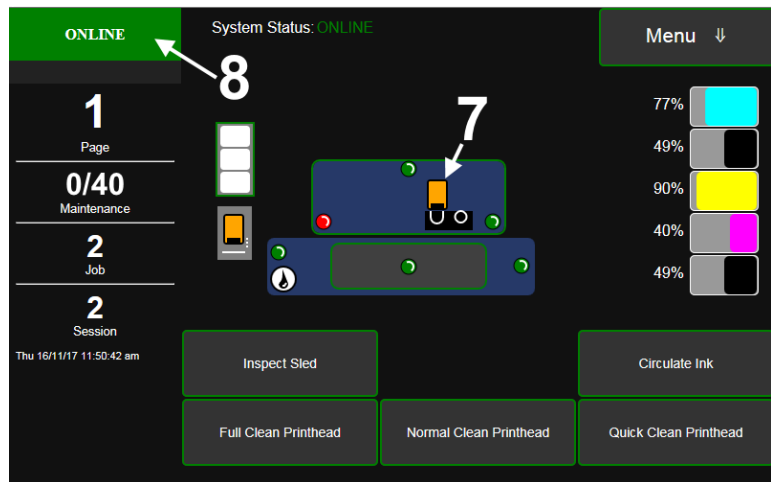 ONLINE
System Status: ONLINE
Menu ⇓
8
1
Page
0/40
Maintenance
2
Job
2
Session
Thu 16/11/17 11:50:42 am
7
77%
49%
90%
40%
49%
Inspect Sled
Circulate Ink
Full Clean Printhead
Normal Clean Printhead
Quick Clean Printhead